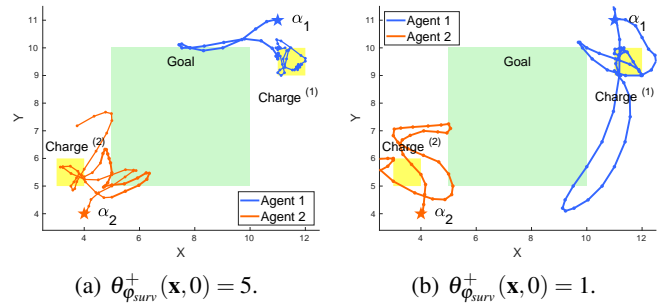 11
10
9
8
7
6
5
4
Y
4
6
8
10
12
X
α1
Goal
Charge (1)
Charge (2)
α2
Agent 1
Agent 2
11
10
9
8
7
6
5
4
Y
4
6
8
10
12
X
Agent 1
Agent 2
α1
Goal
Charge (1)
Charge (2)
α2
(a) θ⁺φsurv(x,0) = 5.
(b) θ⁺φsurv(x,0) = 1.